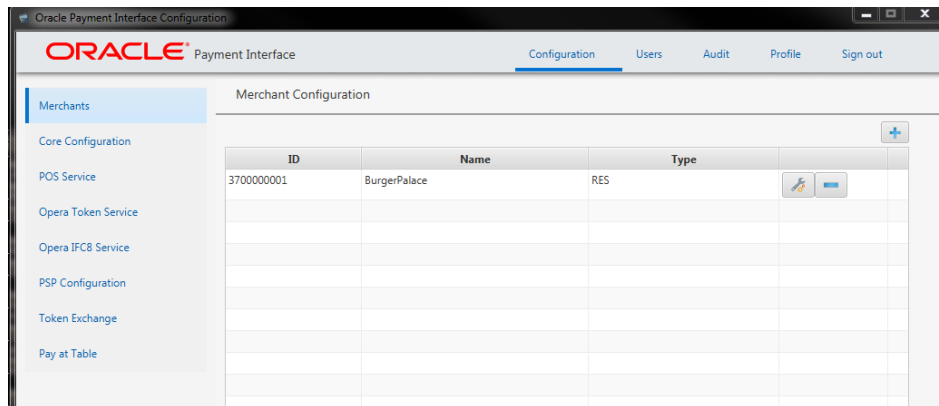 Oracle Payment Interface Configuration
ORACLE® Payment Interface
Configuration Users Audit Profile Sign out
Merchants
Core Configuration
POS Service
Opera Token Service
Opera IFC8 Service
PSP Configuration
Token Exchange
Pay at Table
Merchant Configuration
ID Name Type
3700000001 BurgerPalace RES